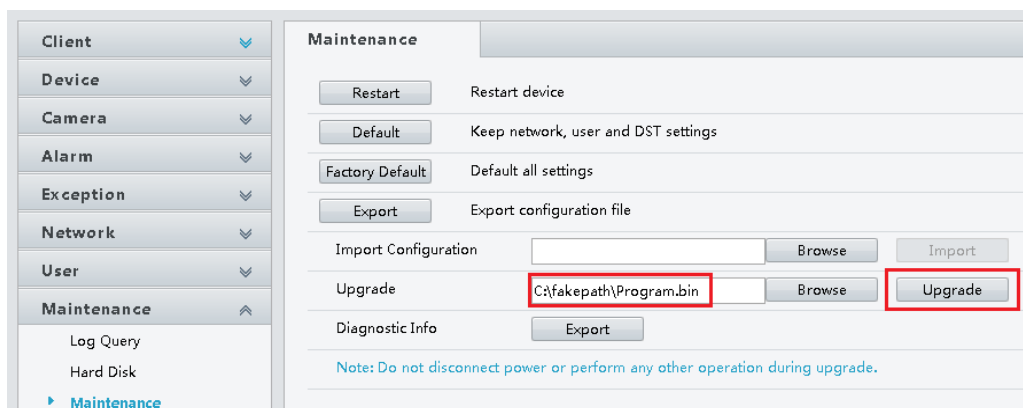 Client
Device
Camera
Alarm
Exception
Network
User
Maintenance
Log Query
Hard Disk
Maintenance
Maintenance
Restart Restart device
Default Keep network, user and DST settings
Factory Default Default all settings
Export Export configuration file
Import Configuration Browse Import
Upgrade C:\fakepath\Program.bin Browse Upgrade
Diagnostic Info Export
Note: Do not disconnect power or perform any other operation during upgrade.